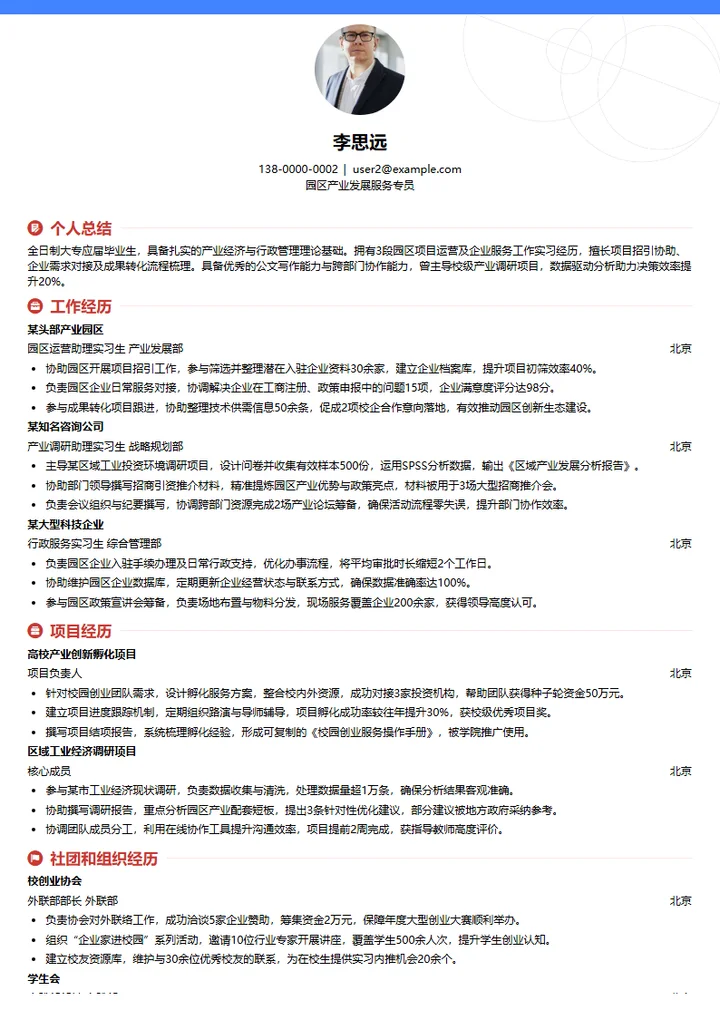 李思远
138-0000-0002 | user2@example.com
园区产业发展服务专员
个人总结
全日制大专应届毕业生，具备扎实的产业经济与行政管理理论基础。拥有3段园区项目运营及企业服务工作实习经历，擅长项目招引协助、
企业需求对接及成果转化流程梳理。具备优秀的公文写作能力与跨部门协作能力，曾主导校级产业调研项目，数据驱动分析助力决策效率提
升20%。
工作经历
某头部产业园区
园区运营助理实习生 产业发展部 北京
• 协助园区开展项目招引工作，参与筛选并整理潜在入驻企业资料30余家，建立企业档案库，提升项目初筛效率40%。
• 负责园区企业日常服务对接，协调解决企业在工商注册、政策申报中的问题15项，企业满意度评分达98分。
• 参与成果转化项目跟进，协助整理技术供需信息50余条，促成2项校企合作意向落地，有效推动园区创新生态建设。
某知名咨询公司
产业调研助理实习生 战略规划部 北京
• 主导某区域工业投资环境调研项目，设计问卷并收集有效样本500份，运用SPSS分析数据，输出《区域产业发展分析报告》。
• 协助部门领导撰写招商引资推介材料，精准提炼园区产业优势与政策亮点，材料被用于3场大型招商推介会。
• 负责会议组织与纪要撰写，协调跨部门资源完成2场产业论坛筹备，确保活动流程零失误，提升部门协作效率。
某大型科技企业
行政服务实习生 综合管理部 北京
• 负责园区企业入驻手续办理及日常行政支持，优化办事流程，将平均审批时长缩短2个工作日。
• 协助维护园区企业数据库，定期更新企业经营状态与联系方式，确保数据准确率达100%。
• 参与园区政策宣讲会筹备，负责场地布置与物料分发，现场服务覆盖企业200余家，获得领导高度认可。
项目经历
高校产业创新孵化项目
项目负责人 北京
• 针对校园创业团队需求，设计孵化服务方案，整合校内外资源，成功对接3家投资机构，帮助团队获得种子轮资金50万元。
• 建立项目进度跟踪机制，定期组织路演与导师辅导，项目孵化成功率较往年提升30%，获校级优秀项目奖。
• 撰写项目结项报告，系统梳理孵化经验，形成可复制的《校园创业服务操作手册》，被学院推广使用。
区域工业经济调研项目
核心成员 北京
• 参与某市工业经济现状调研，负责数据收集与清洗，处理数据量超1万条，确保分析结果客观准确。
• 协助撰写调研报告，重点分析园区产业配套短板，提出3条针对性优化建议，部分建议被地方政府采纳参考。
• 协调团队成员分工，利用在线协作工具提升沟通效率，项目提前2周完成，获指导教师高度评价。
社团和组织经历
校创业协会
外联部部长 外联部 北京
• 负责协会对外联络工作，成功洽谈5家企业赞助，筹集资金2万元，保障年度大型创业大赛顺利举办。
• 组织“企业家进校园”系列活动，邀请10位行业专家开展讲座，覆盖学生500余人次，提升学生创业认知。
• 建立校友资源库，维护与30余位优秀校友的联系，为在校生提供实习内推机会20余个。
学生会